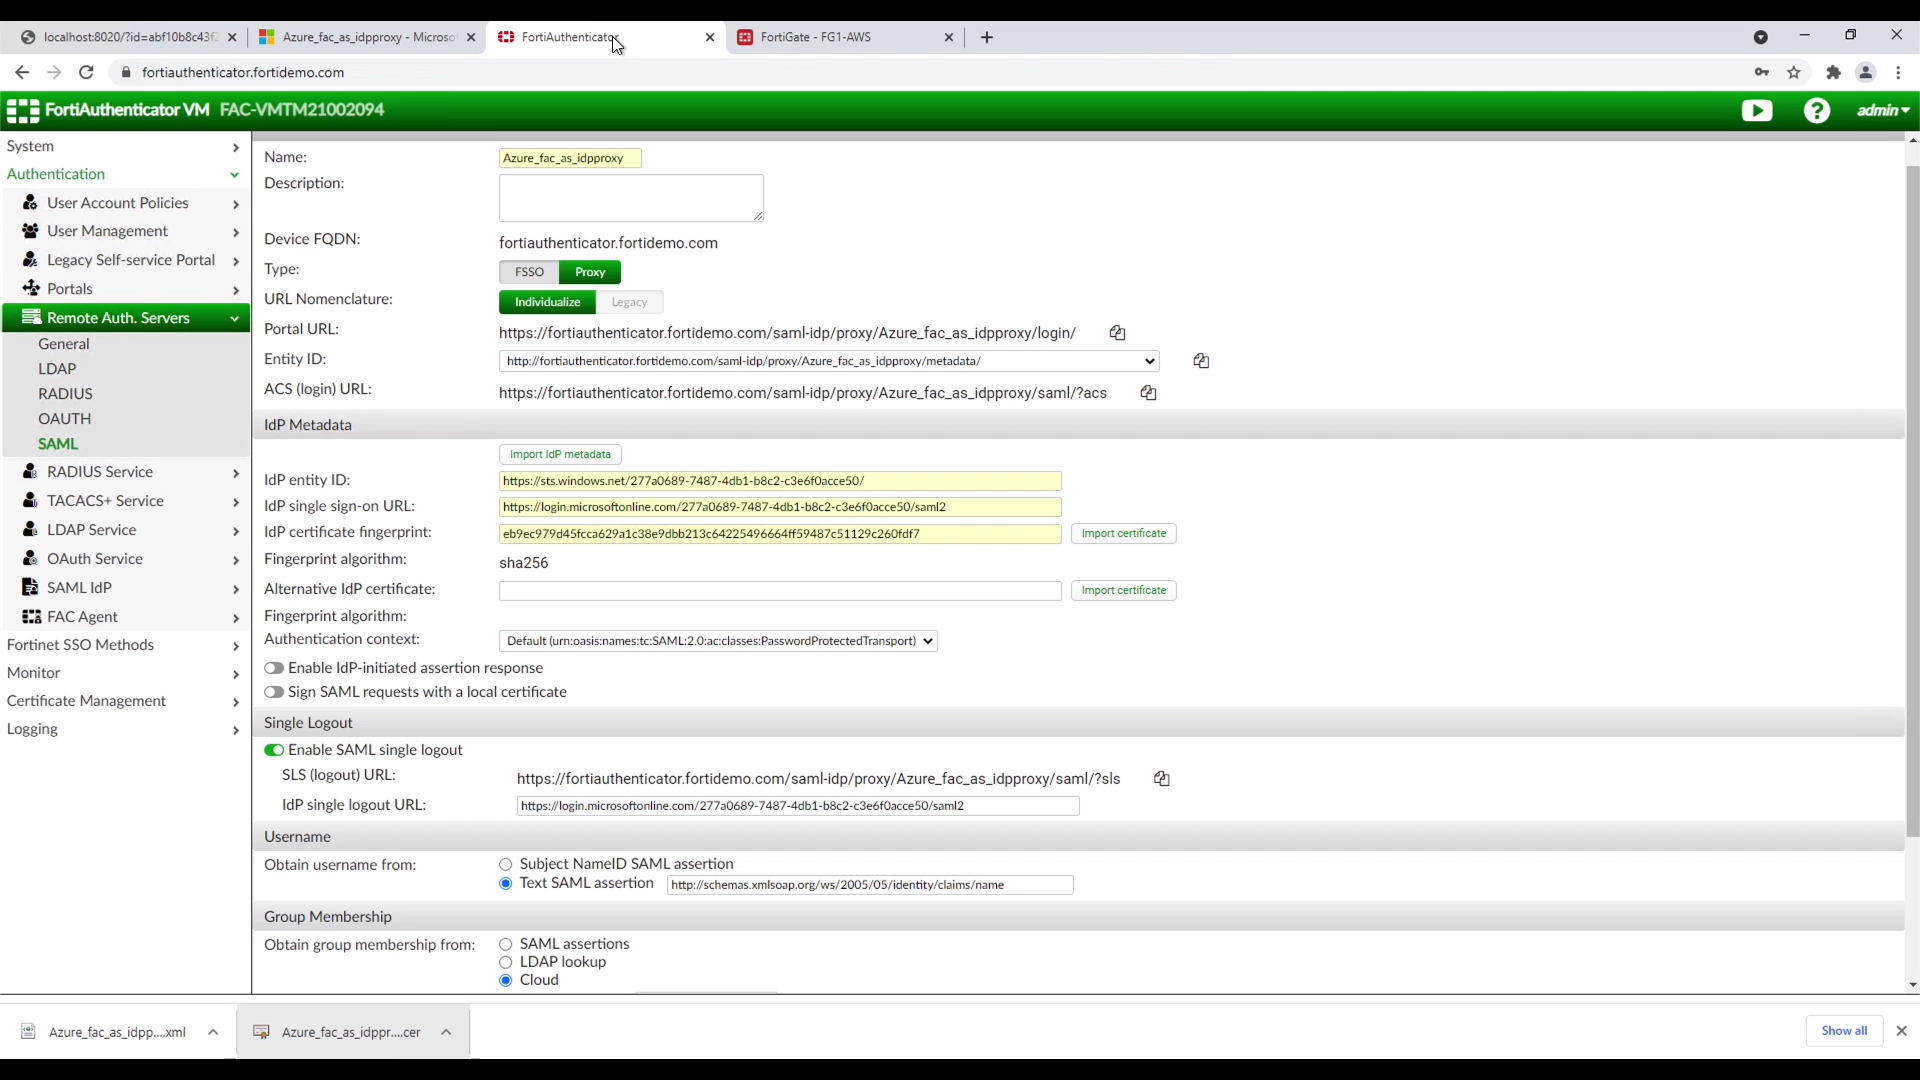 localhost:8020/?id=abf10b8c43f2
Azure_fac_as_idpproxy - Microso
FortiAuthenticator
FortiGate - FG1-AWS
fortiauthenticator.fortidemo.com
FortiAuthenticator VM FAC-VMTM21002094
admin
System
Authentication
User Account Policies
User Management
Legacy Self-service Portal
Portals
Remote Auth. Servers
General
LDAP
RADIUS
OAUTH
SAML
RADIUS Service
TACACS+ Service
LDAP Service
OAuth Service
SAML IdP
FAC Agent
Fortinet SSO Methods
Monitor
Certificate Management
Logging
Name: Azure_fac_as_idpproxy
Description:
Device FQDN: fortiauthenticator.fortidemo.com
Type: FSSO Proxy
URL Nomenclature: Individualize Legacy
Portal URL: https://fortiauthenticator.fortidemo.com/saml-idp/proxy/Azure_fac_as_idpproxy/login/
Entity ID: http://fortiauthenticator.fortidemo.com/saml-idp/proxy/Azure_fac_as_idpproxy/metadata/
ACS (login) URL: https://fortiauthenticator.fortidemo.com/saml-idp/proxy/Azure_fac_as_idpproxy/saml/?acs
IdP Metadata
Import IdP metadata
IdP entity ID: https://sts.windows.net/277a0689-7487-4db1-b8c2-c3e6f0acce50/
IdP single sign-on URL: https://login.microsoftonline.com/277a0689-7487-4db1-b8c2-c3e6f0acce50/saml2
IdP certificate fingerprint: eb9ec979d45fcca629a1c38e9dbb213c64225496664ff59487c51129c260fdf7 Import certificate
Fingerprint algorithm: sha256
Alternative IdP certificate: Import certificate
Fingerprint algorithm:
Authentication context: Default (urn:oasis:names:tc:SAML:2.0:ac:classes:PasswordProtectedTransport)
Enable IdP-initiated assertion response
Sign SAML requests with a local certificate
Single Logout
Enable SAML single logout
SLS (logout) URL: https://fortiauthenticator.fortidemo.com/saml-idp/proxy/Azure_fac_as_idpproxy/saml/?sls
IdP single logout URL: https://login.microsoftonline.com/277a0689-7487-4db1-b8c2-c3e6f0acce50/saml2
Username
Obtain username from: Subject NameID SAML assertion
Text SAML assertion http://schemas.xmlsoap.org/ws/2005/05/identity/claims/name
Group Membership
Obtain group membership from: SAML assertions
LDAP lookup
Cloud
Azure_fac_as_idpp....xml
Azure_fac_as_idppr....cer
Show all